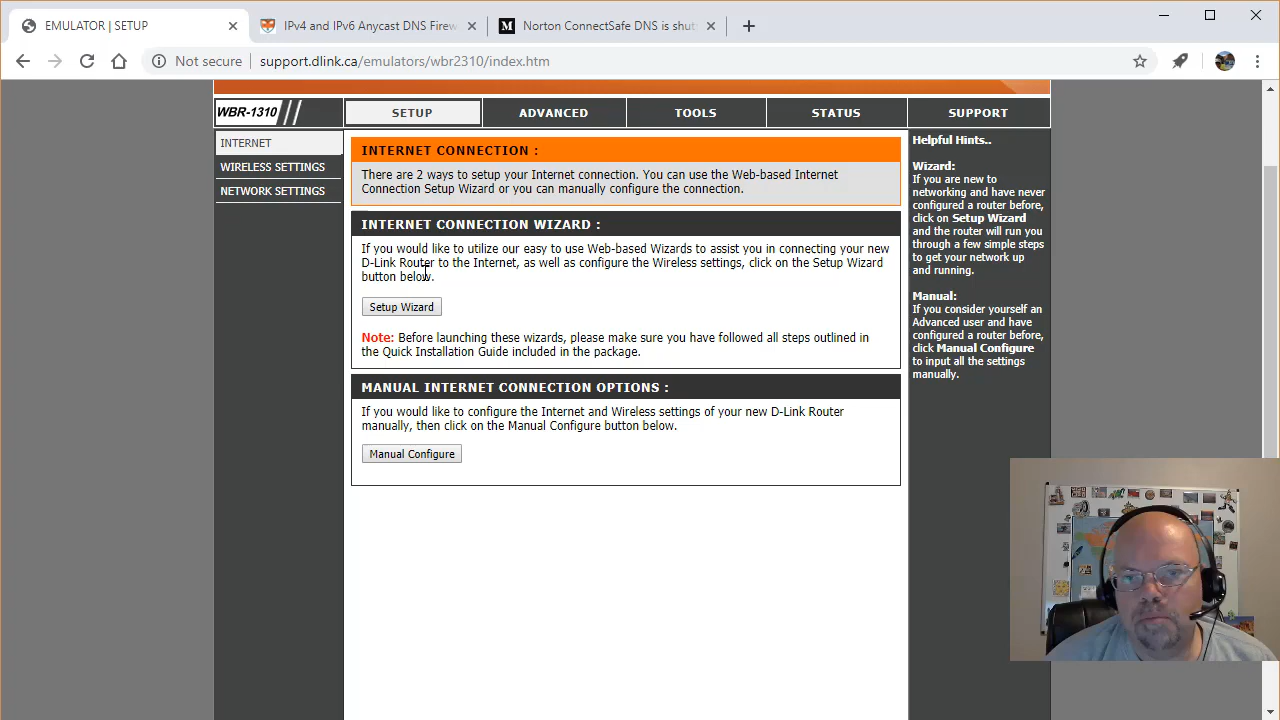 EMULATOR | SETUP
IPv4 and IPv6 Anycast DNS Firew
Norton ConnectSafe DNS is shut
Not secure
support.dlink.ca/emulators/wbr2310/index.htm
WBR-1310
SETUP
ADVANCED
TOOLS
STATUS
SUPPORT
INTERNET
WIRELESS SETTINGS
NETWORK SETTINGS
INTERNET CONNECTION :
There are 2 ways to setup your Internet connection. You can use the Web-based Internet
Connection Setup Wizard or you can manually configure the connection.
INTERNET CONNECTION WIZARD :
If you would like to utilize our easy to use Web-based Wizards to assist you in connecting your new
D-Link Router to the Internet, as well as configure the Wireless settings, click on the Setup Wizard
button below.
Setup Wizard
Note: Before launching these wizards, please make sure you have followed all steps outlined in
the Quick Installation Guide included in the package.
MANUAL INTERNET CONNECTION OPTIONS :
If you would like to configure the Internet and Wireless settings of your new D-Link Router
manually, then click on the Manual Configure button below.
Manual Configure
Helpful Hints..
Wizard:
If you are new to
networking and have never
configured a router before,
click on Setup Wizard
and the router will run you
through a few simple steps
to get your network up
and running.
Manual:
If you consider yourself an
Advanced user and have
configured a router before,
click Manual Configure
to input all the settings
manually.